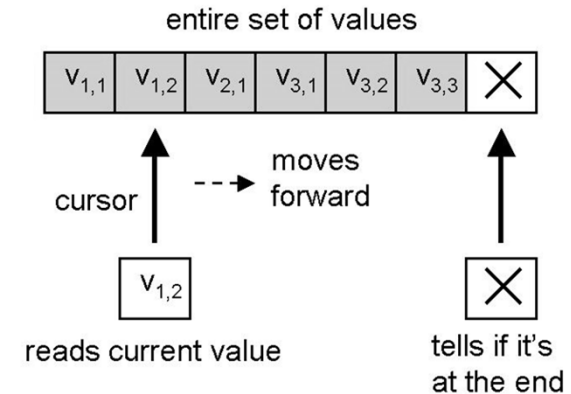 entire set of values
v1,1 v1,2 v2,1 v3,1 v3,2 v3,3
cursor
moves
forward
v1,2
reads current value
tells if it's
at the end